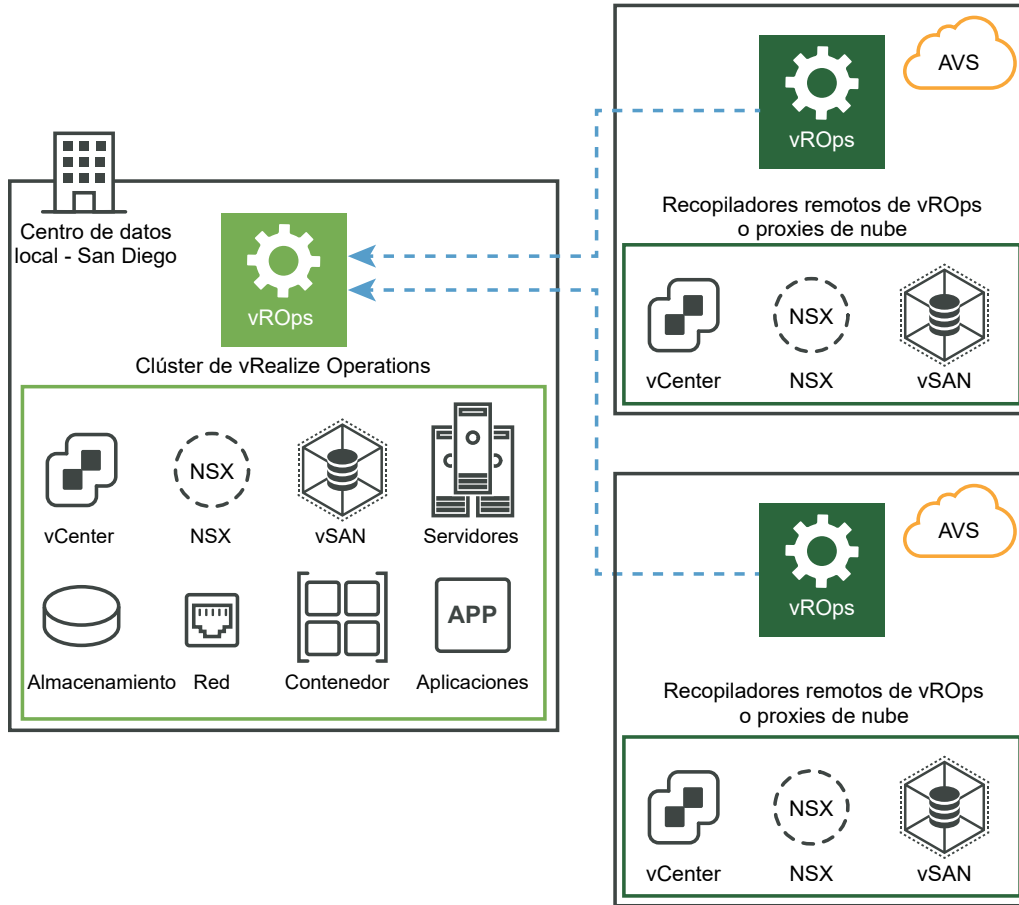 Centro de datos
local - San Diego
vROps
Clúster de vRealize Operations
vCenter
NSX
NSX
vSAN
Servidores
Almacenamiento
Red
Contenedor
APP
Aplicaciones
AVS
vROps
Recopiladores remotos de vROps
o proxies de nube
vCenter
NSX
NSX
vSAN
AVS
vROps
Recopiladores remotos de vROps
o proxies de nube
vCenter
NSX
NSX
vSAN